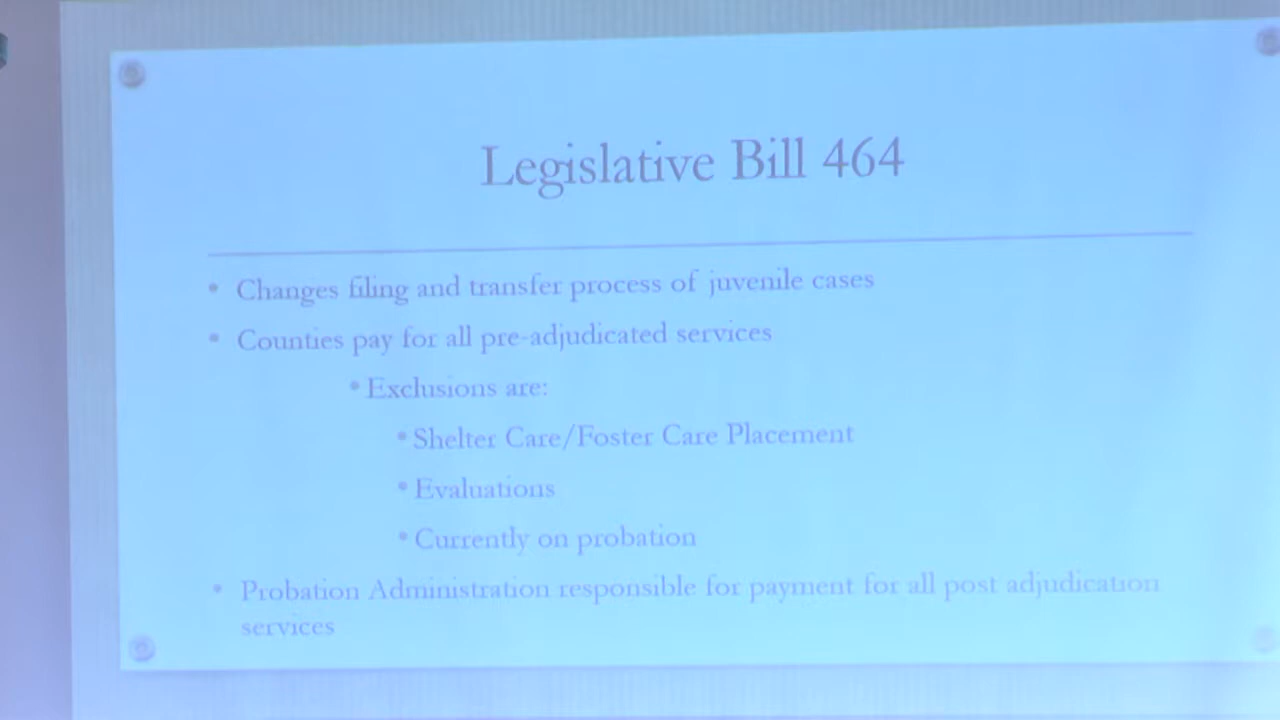 Legislative Bill 464
• Changes filing and transfer process of juvenile cases
• Counties pay for all pre-adjudicated services
• Exclusions are:
• Shelter Care/Foster Care Placement
• Evaluations
• Currently on probation
• Probation Administration responsible for payment for all post adjudication
services